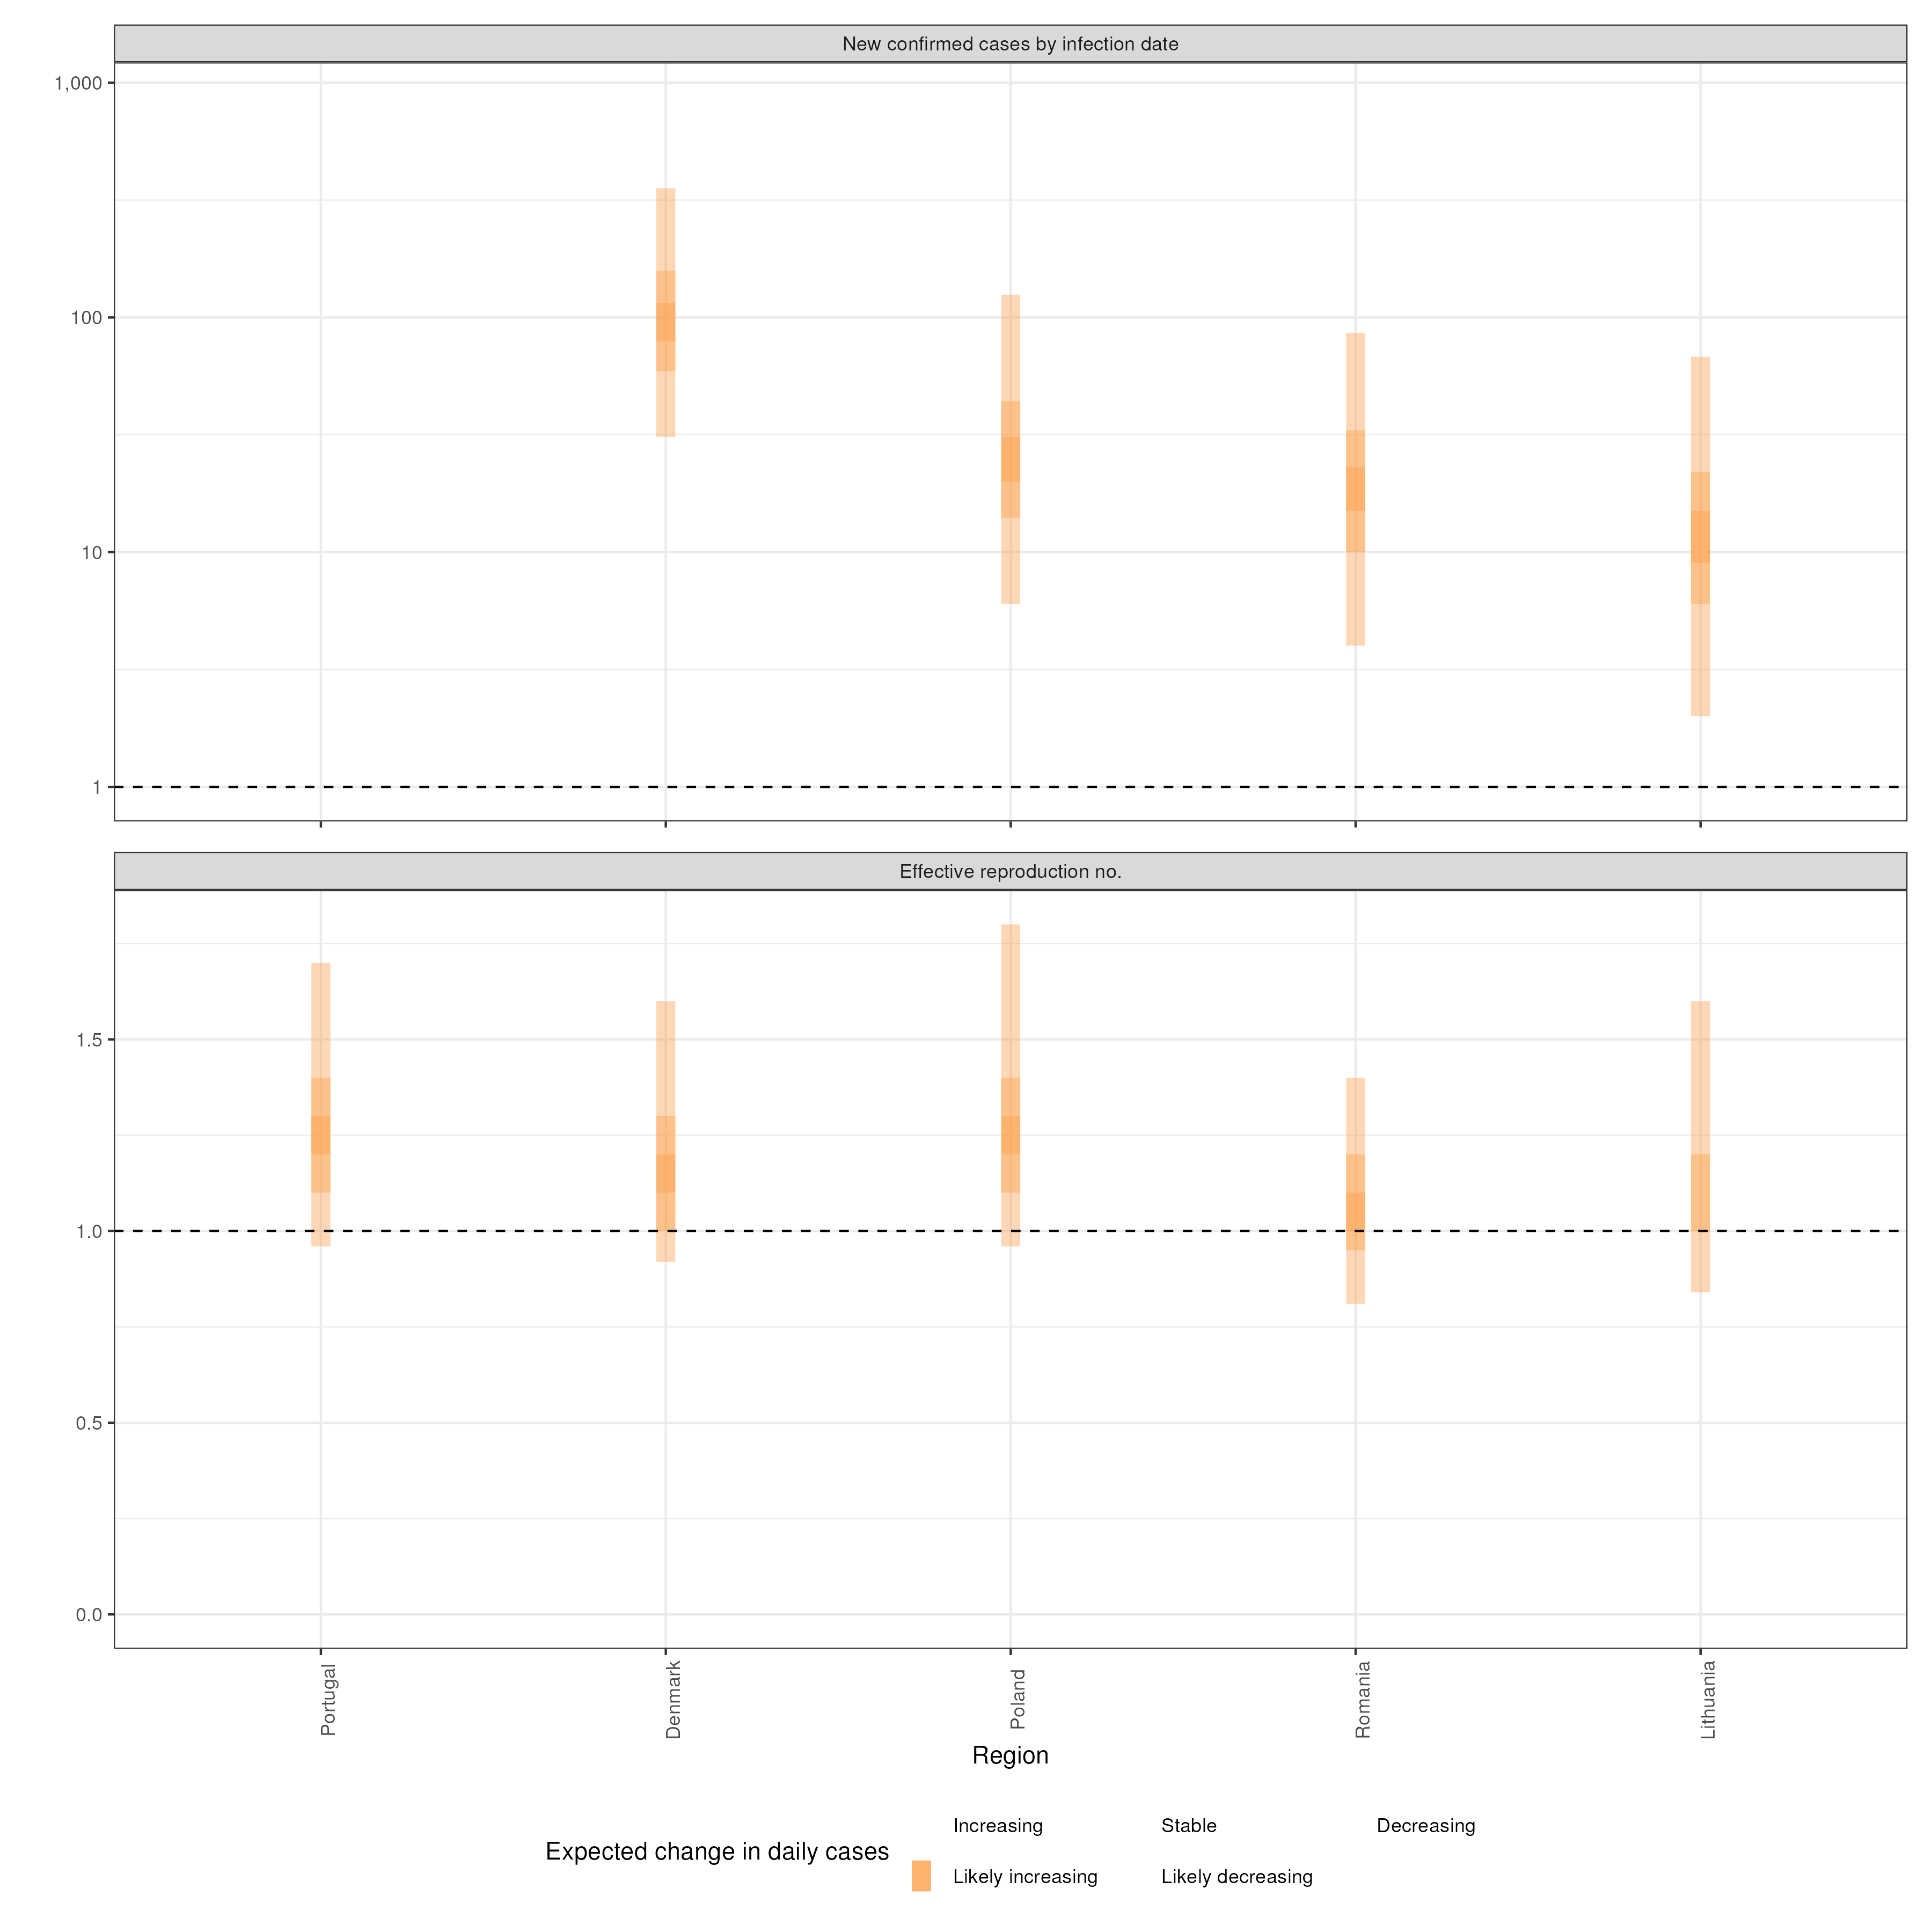 New confirmed cases by infection date
1,000
100
10
1
Effective reproduction no.
1.5
1.0
0.5
0.0
Portugal
Denmark
Poland
Romania
Lithuania
Region
Expected change in daily cases
Increasing
Stable
Decreasing
Likely increasing
Likely decreasing